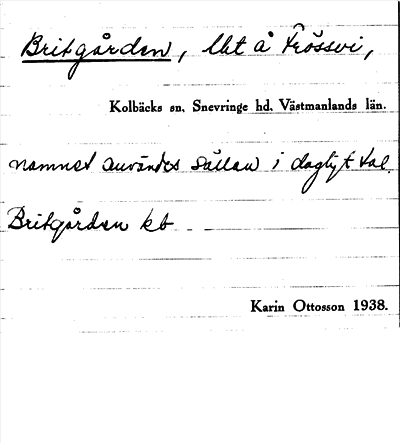 Britgården, lht å Frössvi,
Kolbäcks sn. Snevringe hd. Västmanlands län.
namnet användes sällan i dagligt tal.
Britgården kb
Karin Ottosson 1938.